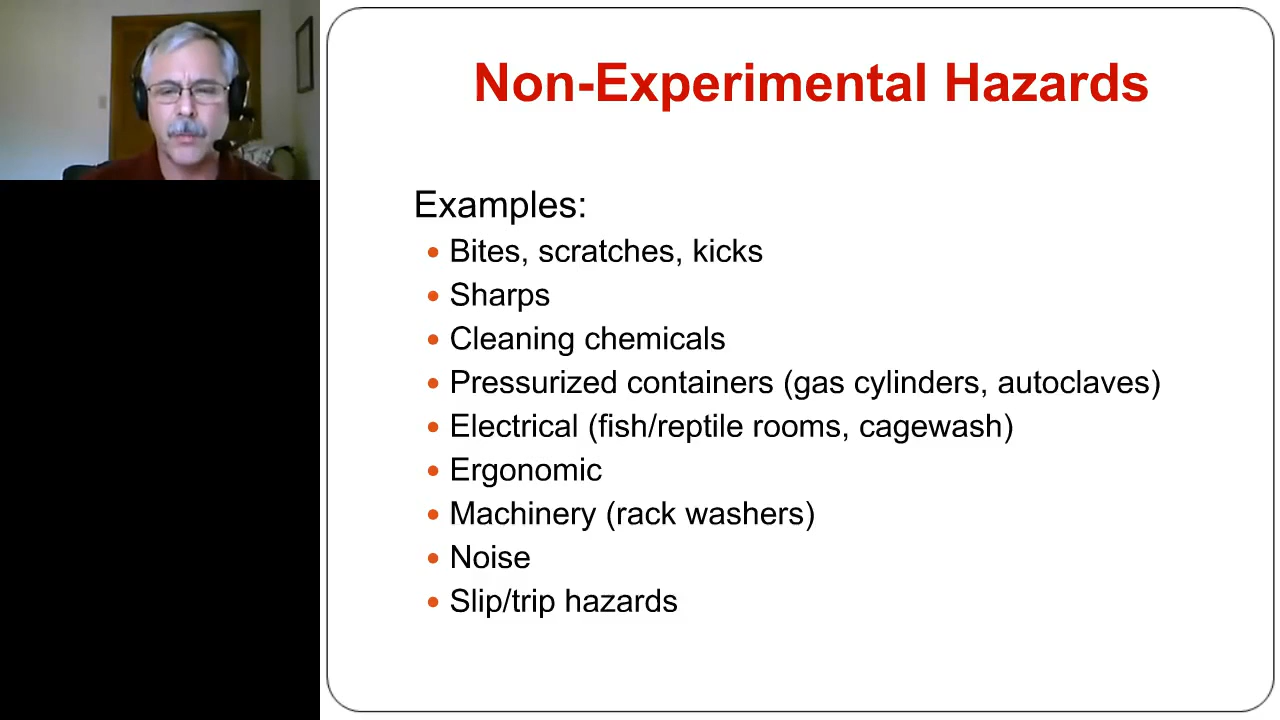 Non-Experimental Hazards
Examples:
• Bites, scratches, kicks
• Sharps
• Cleaning chemicals
• Pressurized containers (gas cylinders, autoclaves)
• Electrical (fish/reptile rooms, cagewash)
• Ergonomic
• Machinery (rack washers)
• Noise
• Slip/trip hazards